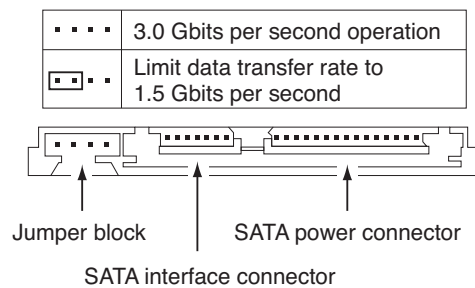 3.0 Gbits per second operation
Limit data transfer rate to
1.5 Gbits per second
Jumper block
SATA power connector
SATA interface connector